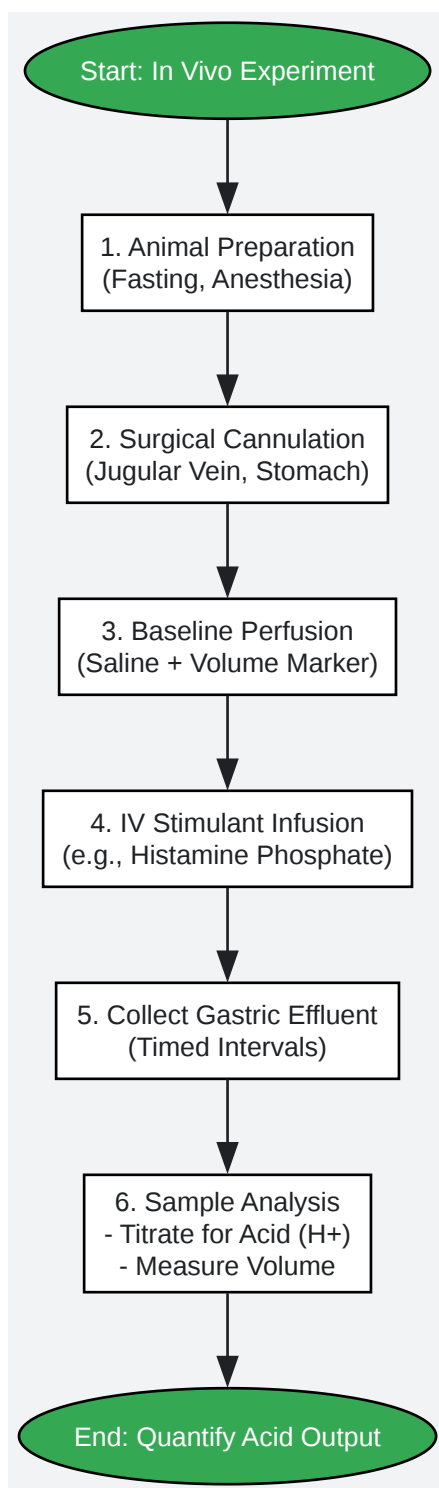 Start: In Vivo Experiment
1. Animal Preparation
(Fasting, Anesthesia)
2. Surgical Cannulation
(Jugular Vein, Stomach)
3. Baseline Perfusion
(Saline + Volume Marker)
4. IV Stimulant Infusion
(e.g., Histamine Phosphate)
5. Collect Gastric Effluent
(Timed Intervals)
6. Sample Analysis
- Titrate for Acid (H+)
- Measure Volume
End: Quantify Acid Output